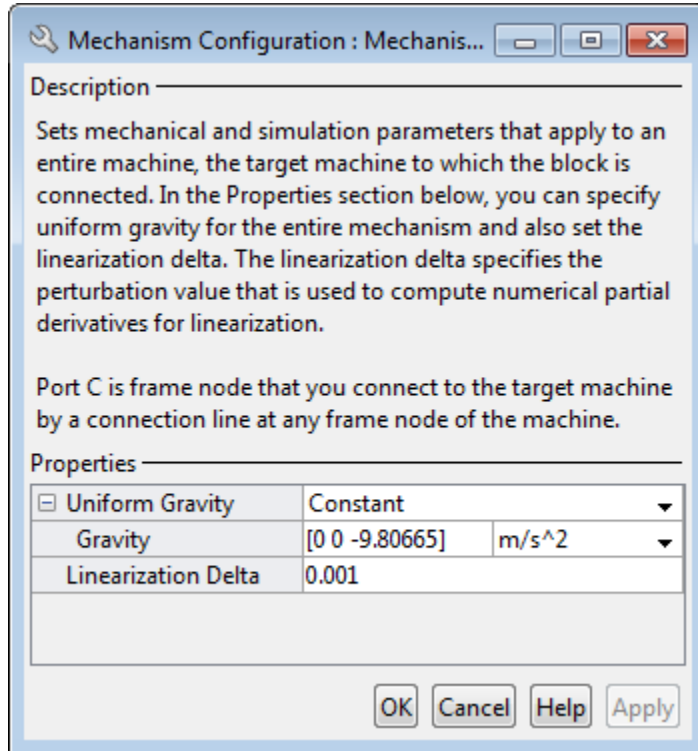 Mechanism Configuration : Mechanis...
Description
Sets mechanical and simulation parameters that apply to an
entire machine, the target machine to which the block is
connected. In the Properties section below, you can specify
uniform gravity for the entire mechanism and also set the
linearization delta. The linearization delta specifies the
perturbation value that is used to compute numerical partial
derivatives for linearization.
Port C is frame node that you connect to the target machine
by a connection line at any frame node of the machine.
Properties
Uniform Gravity Constant
Gravity [0 0 -9.80665] m/s^2
Linearization Delta 0.001
OK Cancel Help Apply